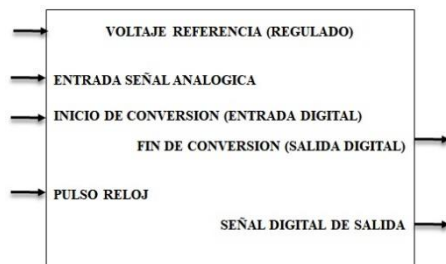 VOLTAJE REFERENCIA (REGULADO)
ENTRADA SEÑAL ANALOGICA
INICIO DE CONVERSION (ENTRADA DIGITAL)
FIN DE CONVERSION (SALIDA DIGITAL)
PULSO RELOJ
SEÑAL DIGITAL DE SALIDA